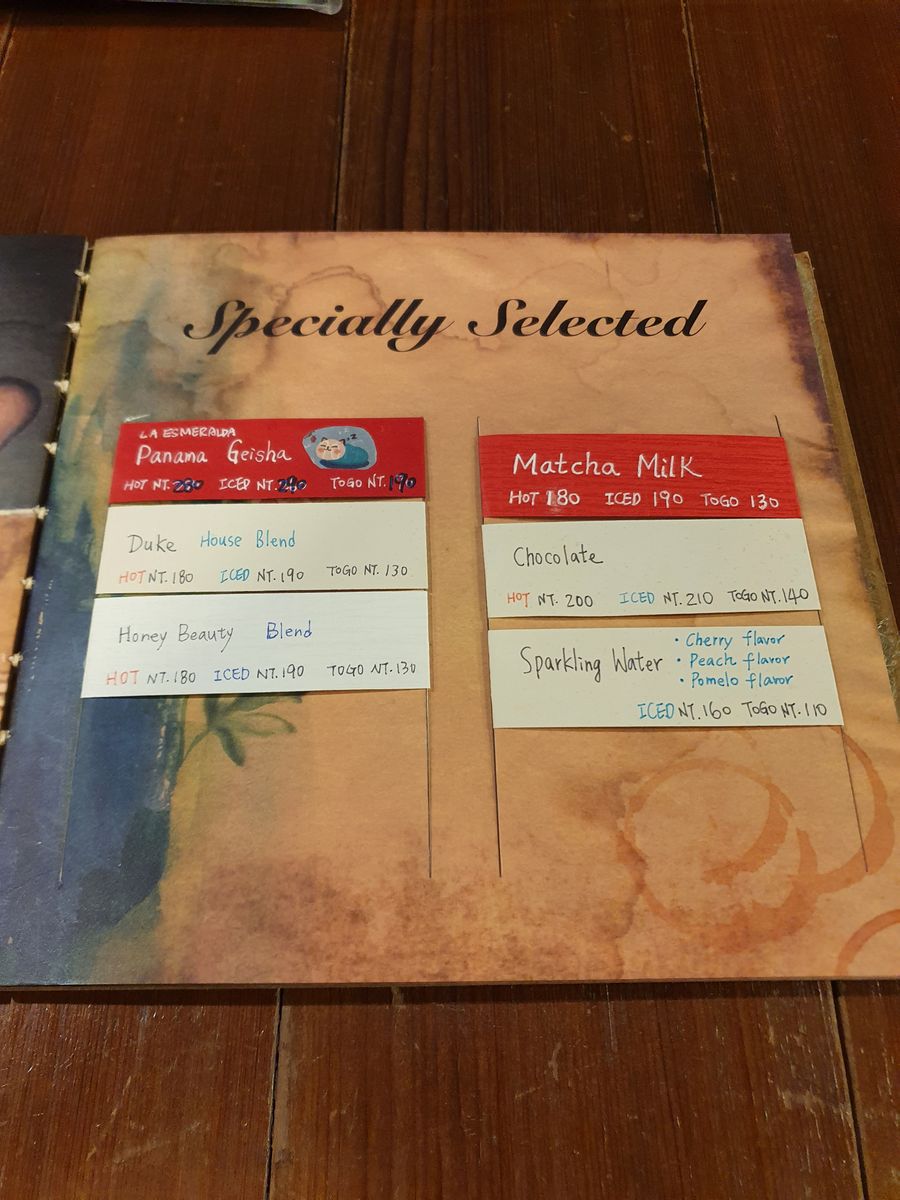 Specially Selected
LA ESMERALDA
Panama Geisha
HOT NT. 280 ICED NT. 290 TOGO NT. 190
Duke House Blend
HOT NT. 180 ICED NT. 190 TOGO NT. 130
Honey Beauty Blend
HOT NT. 180 ICED NT. 190 TOGO NT. 130
Matcha Milk
HOT 180 ICED 190 TOGO 130
Chocolate
HOT NT. 200 ICED NT. 210 TOGO NT. 140
Sparkling Water
• Cherry flavor
• Peach flavor
• Pomelo flavor
ICED NT. 160 TOGO NT. 110